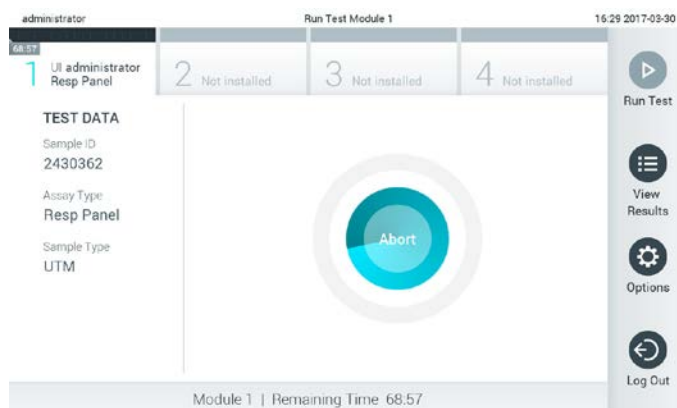 administrator
Run Test Module 1
16:29 2017-03-30
68:57
1
UI administrator
Resp Panel
2
Not installed
3
Not installed
4
Not installed
Run Test
TEST DATA
Sample ID
2430362
Assay Type
Resp Panel
Sample Type
UTM
Abort
View
Results
Options
Log Out
Module 1 | Remaining Time 68:57